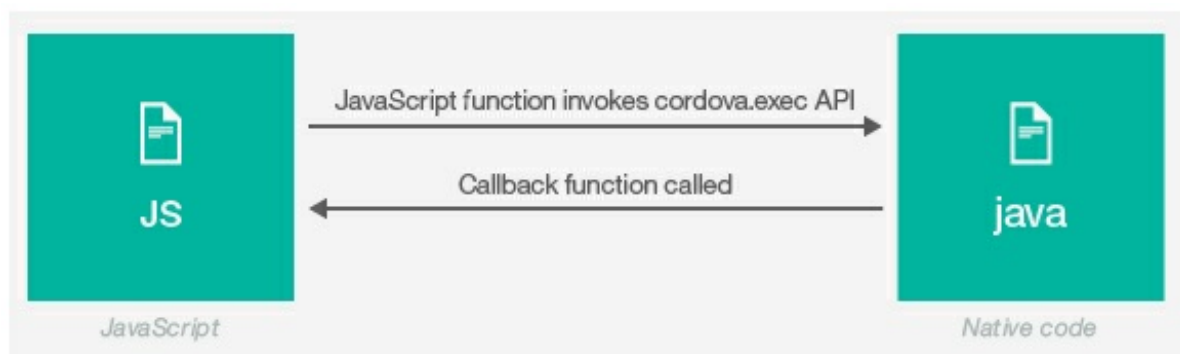 JavaScript function invokes cordova.exec API
Callback function called
JS
java
JavaScript
Native code